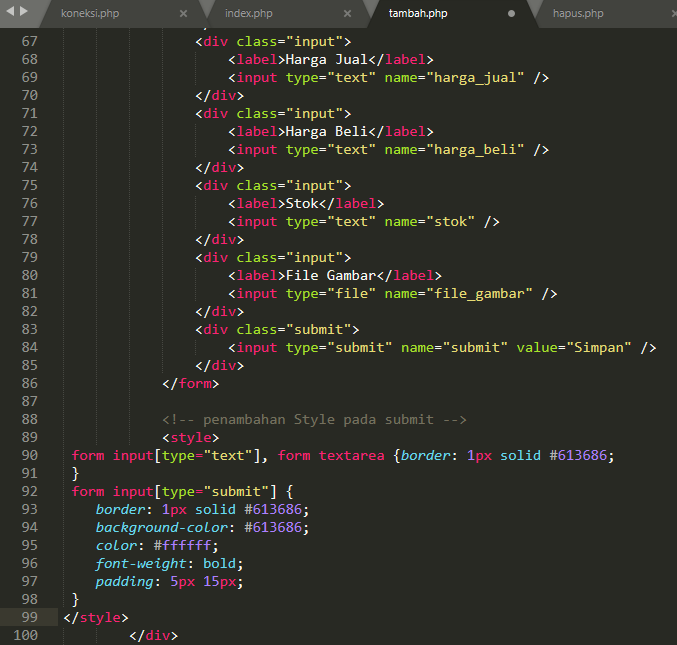 koneksi.php × index.php × tambah.php ● hapus.php
67 <div class="input">
68 <label>Harga Jual</label>
69 <input type="text" name="harga_jual" />
70 </div>
71 <div class="input">
72 <label>Harga Beli</label>
73 <input type="text" name="harga_beli" />
74 </div>
75 <div class="input">
76 <label>Stok</label>
77 <input type="text" name="stok" />
78 </div>
79 <div class="input">
80 <label>File Gambar</label>
81 <input type="file" name="file_gambar" />
82 </div>
83 <div class="submit">
84 <input type="submit" name="submit" value="Simpan" />
85 </div>
86 </form>
87
88 <!-- penambahan Style pada submit -->
89 <style>
90 form input[type="text"], form textarea {border: 1px solid #613686;
91 }
92 form input[type="submit"] {
93 border: 1px solid #613686;
94 background-color: #613686;
95 color: #ffffff;
96 font-weight: bold;
97 padding: 5px 15px;
98 }
99 </style>
100 </div>